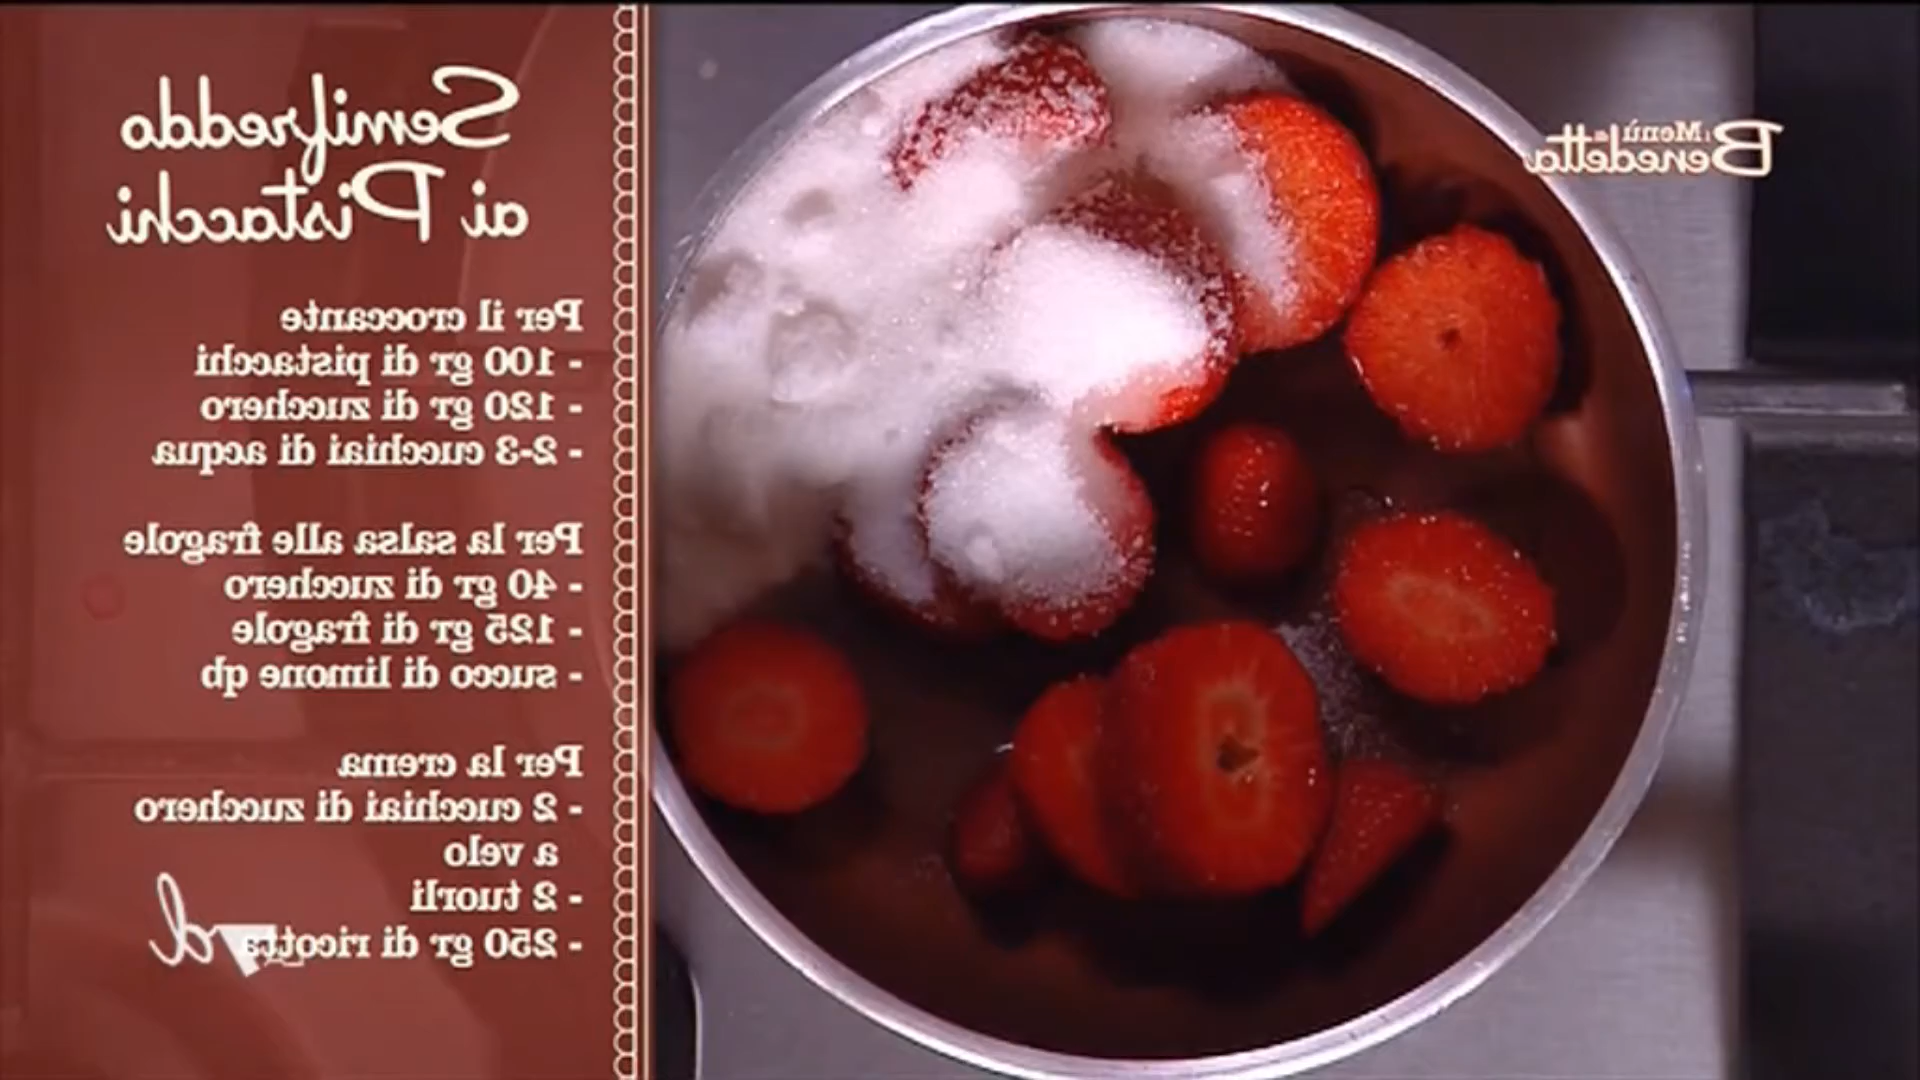 Semifreddo
ai Pistacchi
Per il croccante
- 100 gr di pistacchi
- 120 gr di zucchero
- 2-3 cucchiai di acqua
Per la salsa alle fragole
- 40 gr di zucchero
- 125 gr di fragole
- succo di limone qb
Per la crema
- 2 cucchiai di zucchero
a velo
- 2 tuorli
- 250 gr di ricotta
i Menù di
Benedetta